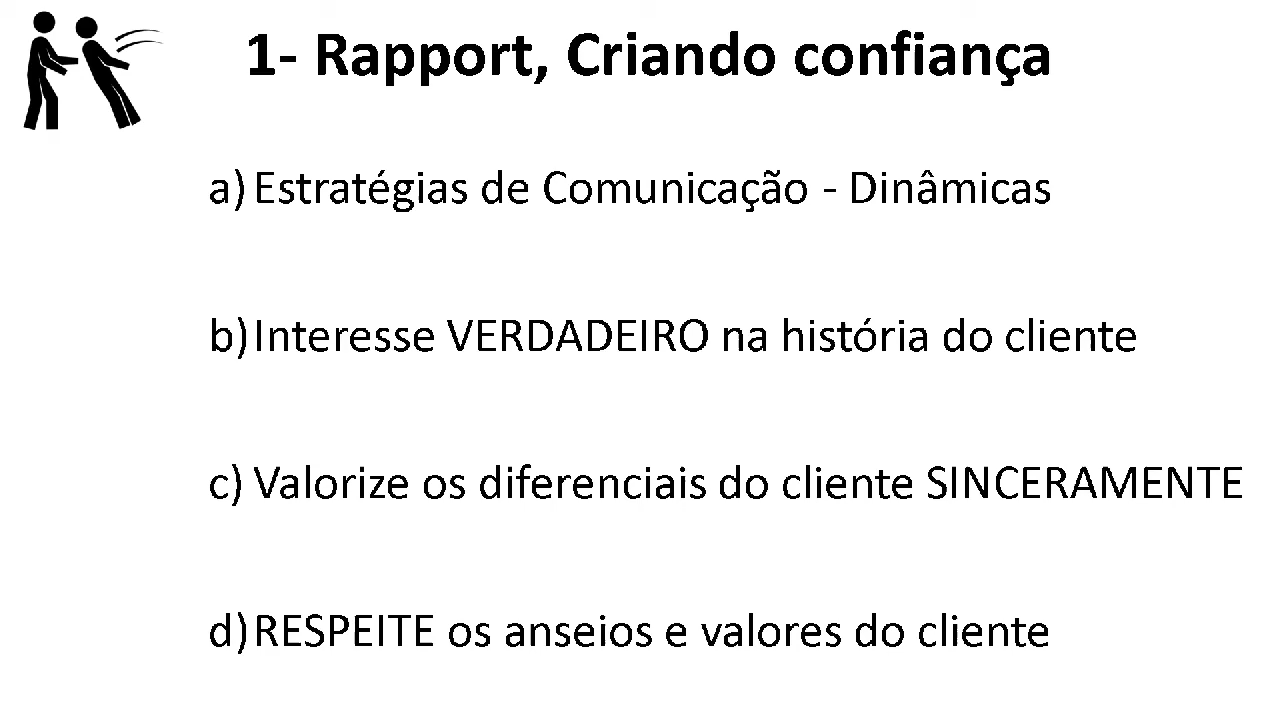 1- Rapport, Criando confiança
a) Estratégias de Comunicação - Dinâmicas
b) Interesse VERDADEIRO na história do cliente
c) Valorize os diferenciais do cliente SINCERAMENTE
d) RESPEITE os anseios e valores do cliente